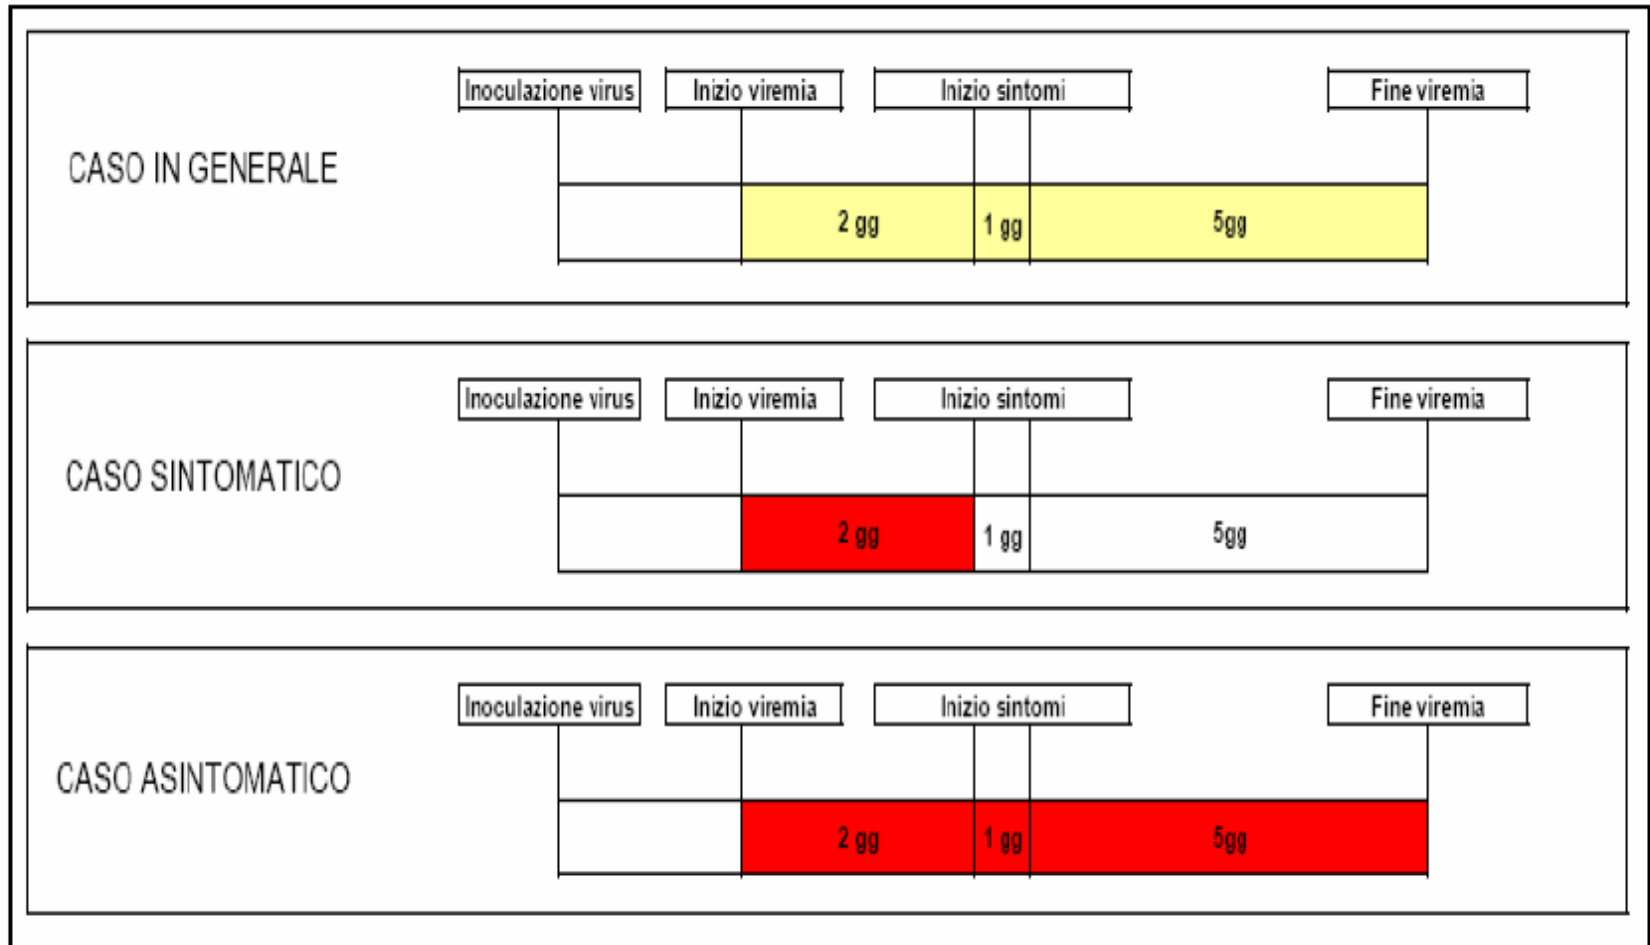 Inoculazione virus Inizio viremia Inizio sintomi Fine viremia
CASO IN GENERALE
2 gg 1 gg 5gg
Inoculazione virus Inizio viremia Inizio sintomi Fine viremia
CASO SINTOMATICO
2 gg 1 gg 5gg
Inoculazione virus Inizio viremia Inizio sintomi Fine viremia
CASO ASINTOMATICO
2 gg 1 gg 5gg